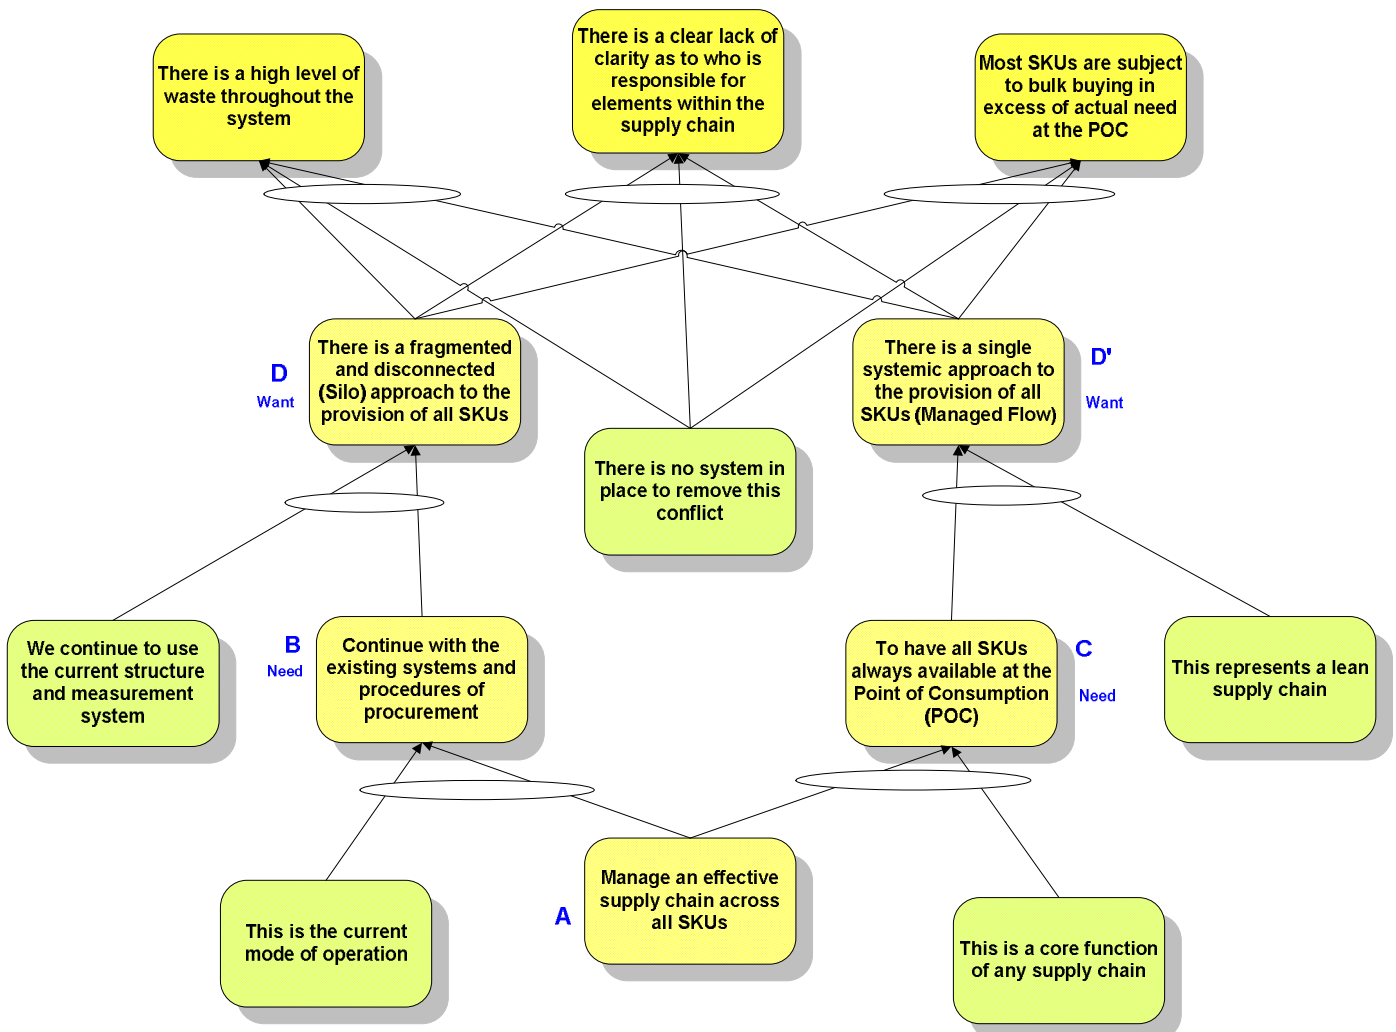 There is a high level of
waste throughout the
system
There is a clear lack of
clarity as to who is
responsible for
elements within the
supply chain
Most SKUs are subject
to bulk buying in
excess of actual need
at the POC
D
Want
There is a fragmented
and disconnected
(Silo) approach to the
provision of all SKUs
There is a single
systemic approach to
the provision of all
SKUs (Managed Flow)
D'
Want
There is no system in
place to remove this
conflict
We continue to use
the current structure
and measurement
system
B
Need
Continue with the
existing systems and
procedures of
procurement
To have all SKUs
always available at the
Point of Consumption
(POC)
C
Need
This represents a lean
supply chain
This is the current
mode of operation
A
Manage an effective
supply chain across
all SKUs
This is a core function
of any supply chain